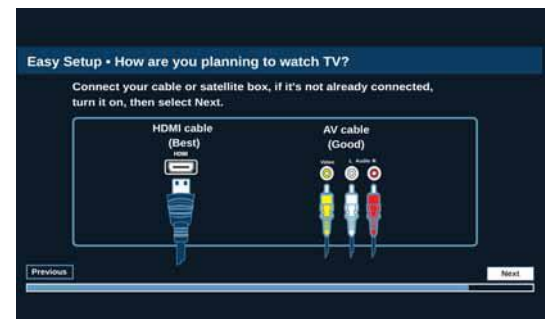 Easy Setup • How are you planning to watch TV?
Connect your cable or satellite box, if it's not already connected,
turn it on, then select Next.
HDMI cable
(Best)
HDMI
AV cable
(Good)
Video L Audio R
Previous
Next